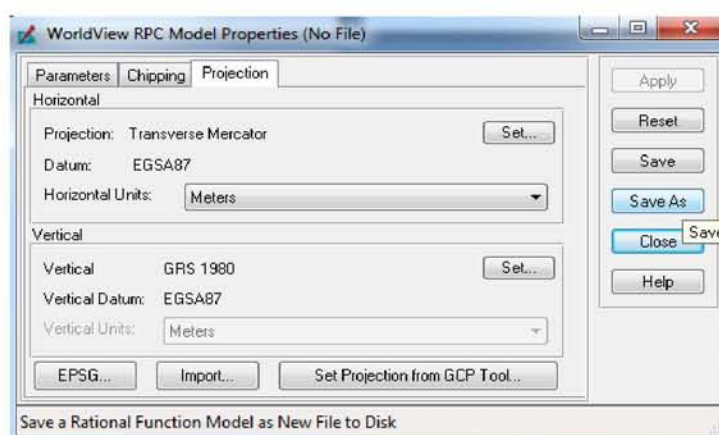 WorldView RPC Model Properties (No File)
Parameters Chipping Projection
Horizontal
Projection: Transverse Mercator Set...
Datum: EGSA87
Horizontal Units: Meters
Vertical
Vertical GRS 1980 Set...
Vertical Datum: EGSA87
Vertical Units: Meters
EPSG... Import... Set Projection from GCP Tool...
Apply
Reset
Save
Save As
Close Save
Help
Save a Rational Function Model as New File to Disk